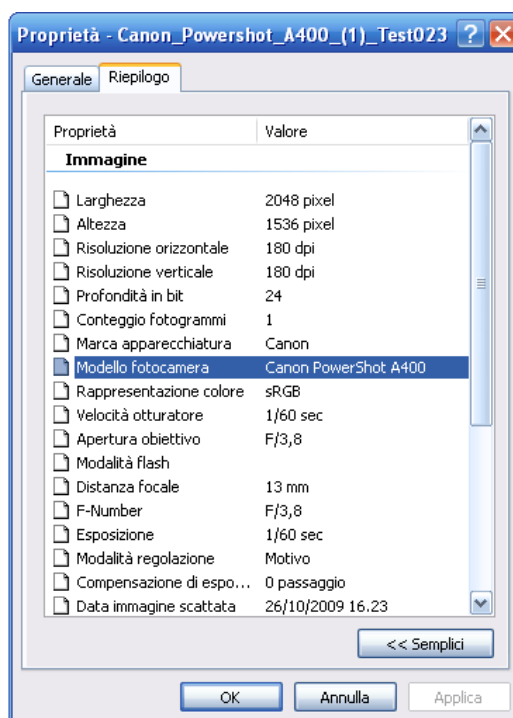 Proprietà - Canon_Powershot_A400_(1)_Test023
Generale Riepilogo
Proprietà Valore
Immagine
Larghezza 2048 pixel
Altezza 1536 pixel
Risoluzione orizzontale 180 dpi
Risoluzione verticale 180 dpi
Profondità in bit 24
Conteggio fotogrammi 1
Marca apparecchiatura Canon
Modello fotocamera Canon PowerShot A400
Rappresentazione colore sRGB
Velocità otturatore 1/60 sec
Apertura obiettivo F/3,8
Modalità flash
Distanza focale 13 mm
F-Number F/3,8
Esposizione 1/60 sec
Modalità regolazione Motivo
Compensazione di espo... 0 passaggio
Data immagine scattata 26/10/2009 16.23
<< Semplici
OK Annulla Applica